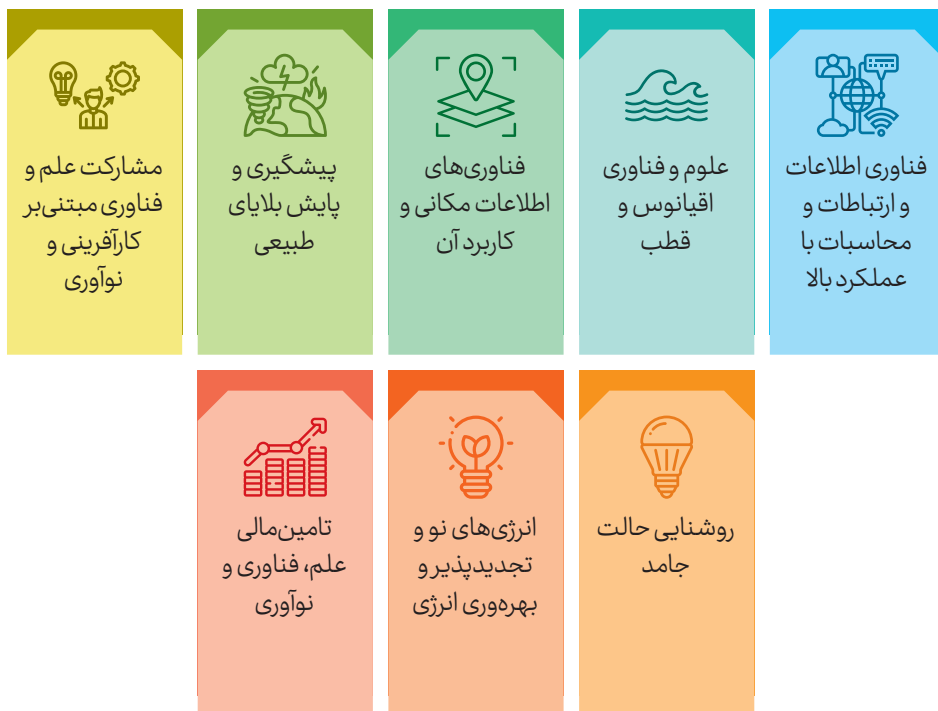 فناوری اطلاعات
و ارتباطات و
محاسبات با
عملکرد بالا
علوم و فناوری
اقیانوس و
قطب
فناوری‌های
اطلاعات مکانی و
کاربرد آن
پیشگیری و
پایش بلایای
طبیعی
مشارکت علم و
فناوری مبتنی‌بر
کارآفرینی و
نوآوری
روشنایی حالت
جامد
انرژی‌های نو و
تجدیدپذیر و
بهره‌وری انرژی
تامین‌مالی
علم، فناوری و
نوآوری